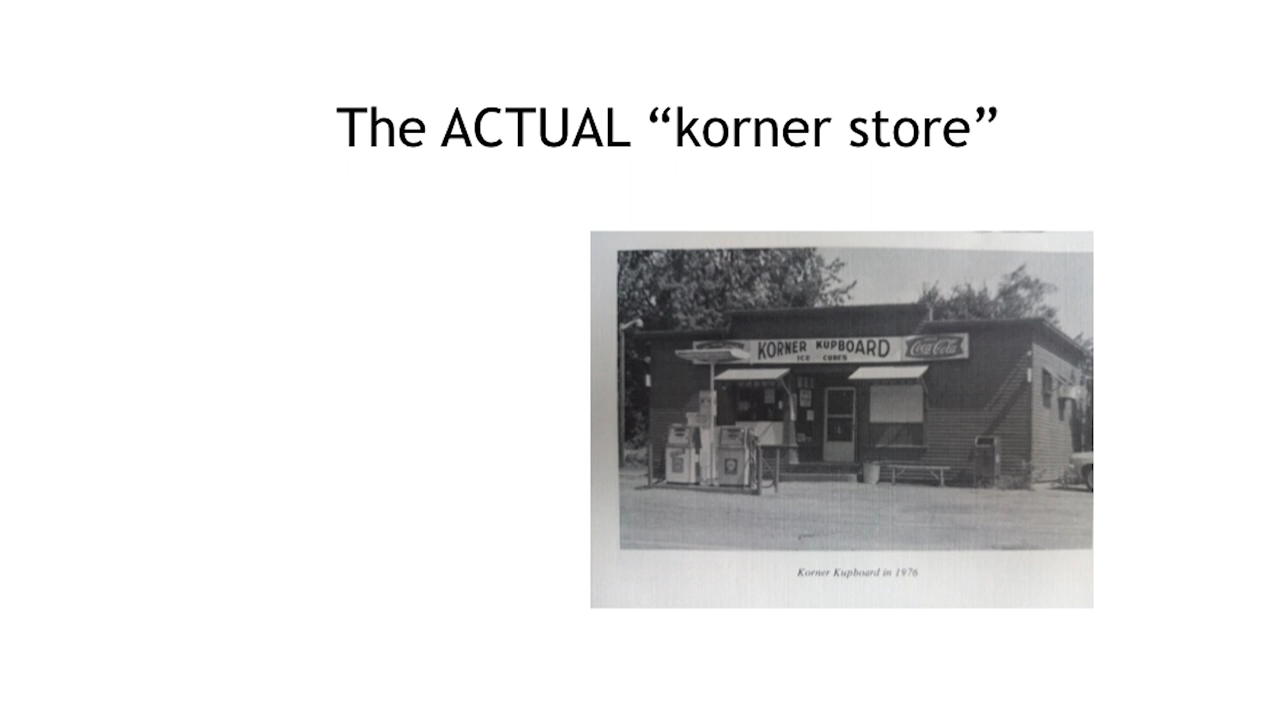 The ACTUAL “korner store”
KORNER KUPBOARD
ICE CUBES
Coca-Cola
Korner Kupboard in 1976